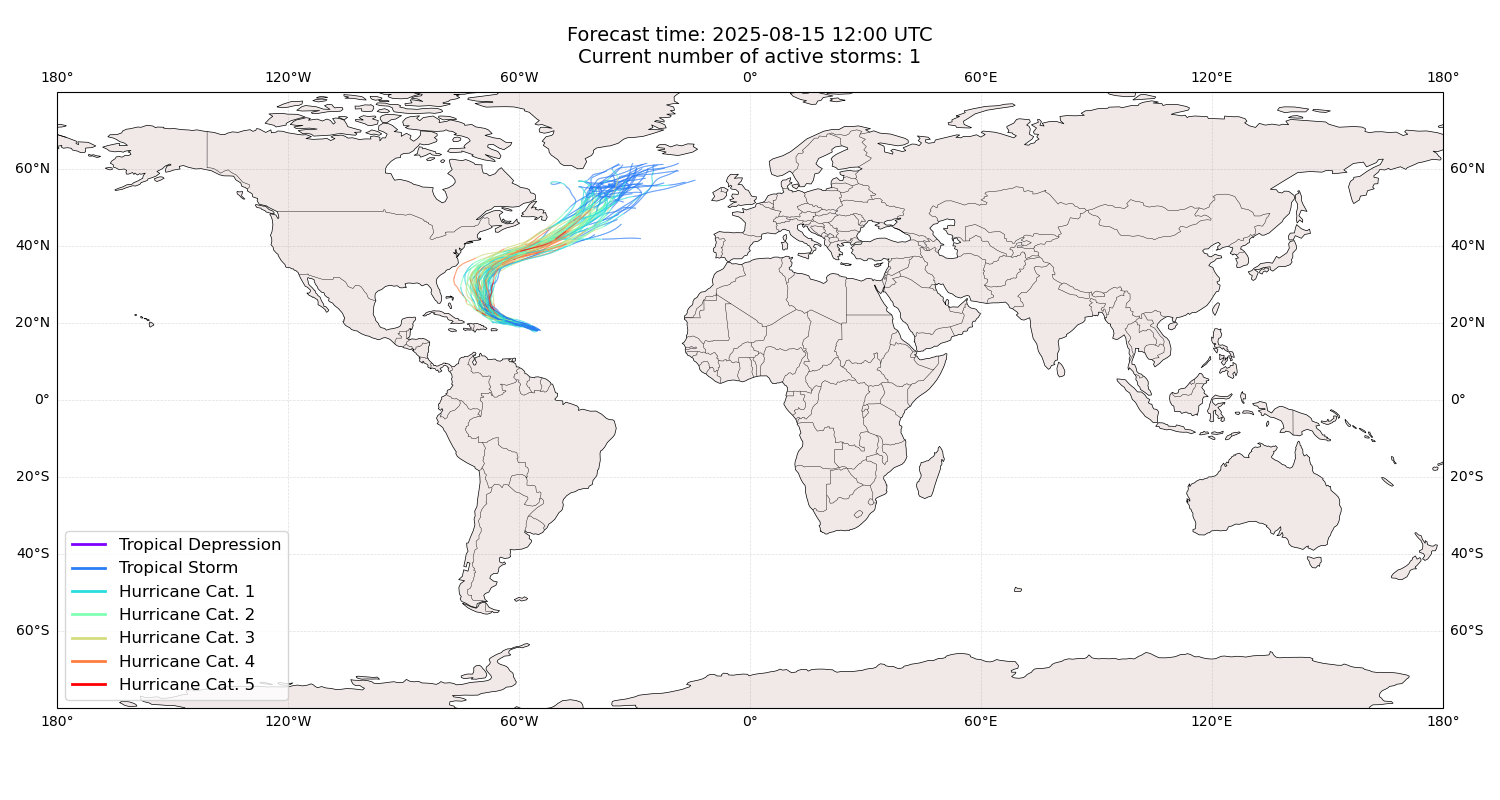 Forecast time: 2025-08-15 12:00 UTC
Current number of active storms: 1
180° 120°W 60°W 0° 60°E 120°E 180°
60°N 60°N
40°N 40°N
20°N 20°N
0° 0°
20°S 20°S
40°S 40°S
60°S 60°S
Tropical Depression
Tropical Storm
Hurricane Cat. 1
Hurricane Cat. 2
Hurricane Cat. 3
Hurricane Cat. 4
Hurricane Cat. 5
180° 120°W 60°W 0° 60°E 120°E 180°